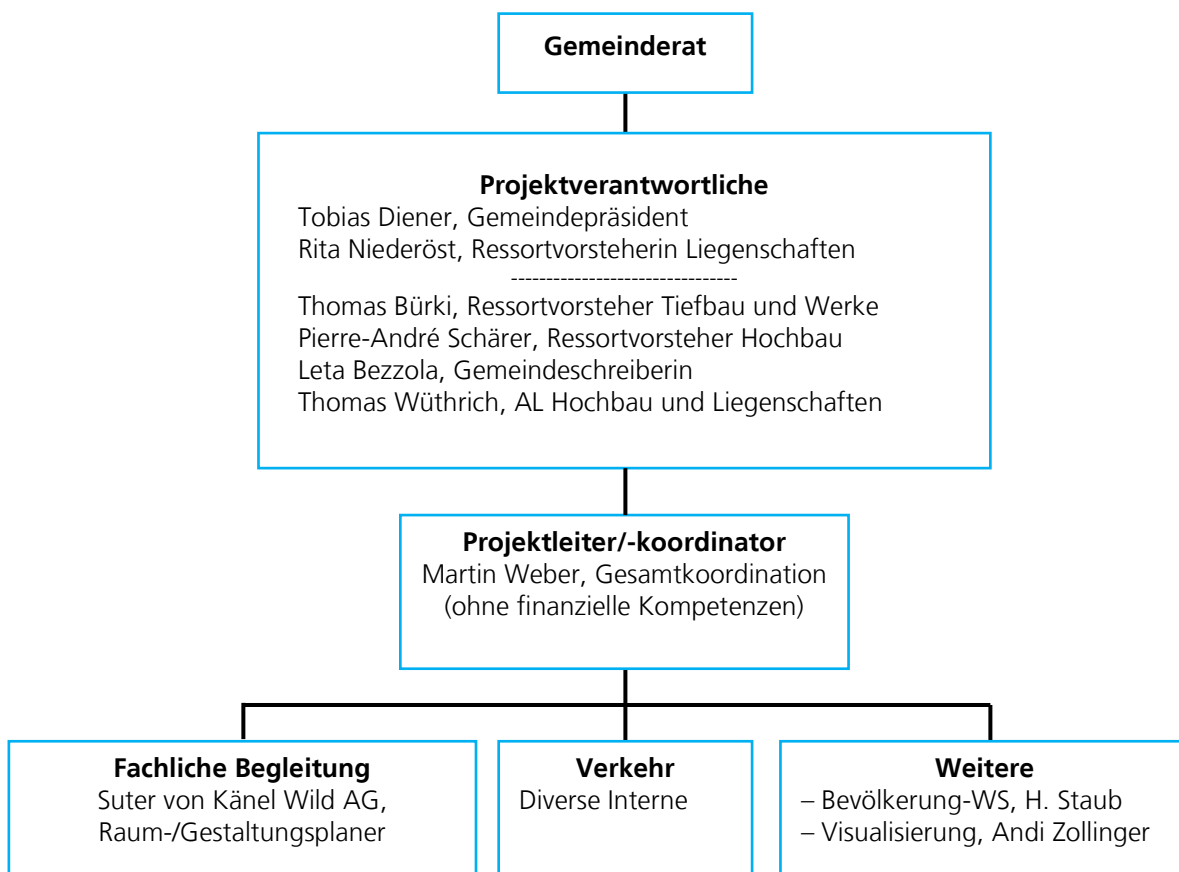 Gemeinderat
Projektverantwortliche
Tobias Diener, Gemeindepräsident
Rita Niederöst, Ressortvorsteherin Liegenschaften
--------------------------------
Thomas Bürki, Ressortvorsteher Tiefbau und Werke
Pierre-André Schärer, Ressortvorsteher Hochbau
Leta Bezzola, Gemeindeschreiberin
Thomas Wüthrich, AL Hochbau und Liegenschaften
Projektleiter/-koordinator
Martin Weber, Gesamtkoordination
(ohne finanzielle Kompetenzen)
Fachliche Begleitung
Suter von Känel Wild AG,
Raum-/Gestaltungsplaner
Verkehr
Diverse Interne
Weitere
– Bevölkerung-WS, H. Staub
– Visualisierung, Andi Zollinger